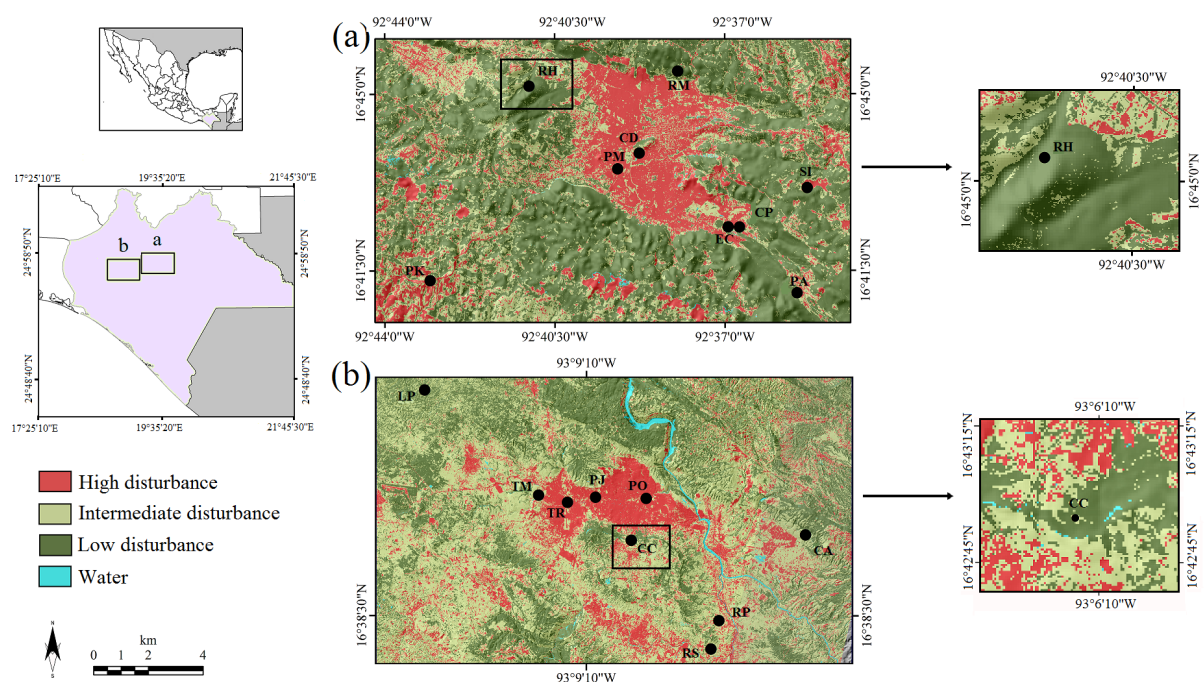 (a)
92°44'0"W
92°40'30"W
92°37'0"W
16°45'0"N
16°41'30"N
16°45'0"N
16°41'30"N
RH
RM
CD
PM
SI
CP
EC
PK
PA
92°44'0"W
92°40'30"W
92°37'0"W
92°40'30"W
16°45'0"N
RH
16°45'0"N
92°40'30"W
17°25'10"E
19°35'20"E
21°45'30"E
24°58'50"N
24°48'40"N
b
a
24°58'50"N
24°48'40"N
17°25'10"E
19°35'20"E
21°45'30"E
(b)
93°9'10"W
LP
TM
TR
PJ
PO
CC
CA
RP
RS
16°38'30"N
16°38'30"N
93°9'10"W
93°6'10"W
16°43'15"N
16°42'45"N
CC
16°43'15"N
16°42'45"N
93°6'10"W
High disturbance
Intermediate disturbance
Low disturbance
Water
N
W
E
S
km
0
1
2
4